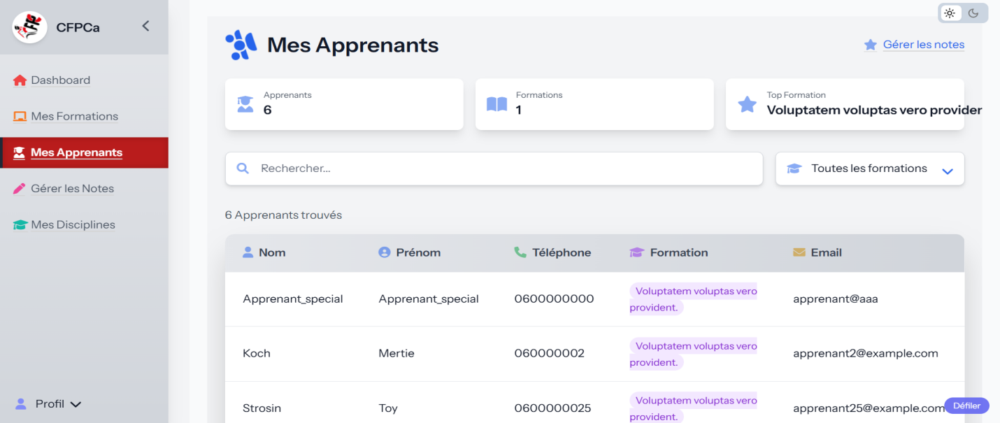 CFPCa
Dashboard
Mes Formations
Mes Apprenants
Gérer les Notes
Mes Disciplines
Profil
Mes Apprenants
Gérer les notes
Apprenants
6
Formations
1
Top Formation
Voluptatem voluptas vero provider
Rechercher...
Toutes les formations
6 Apprenants trouvés
Nom Prénom Téléphone Formation Email
Apprenant_special Apprenant_special 0600000000 Voluptatem voluptas vero provident. apprenant@aaa
Koch Mertie 060000002 Voluptatem voluptas vero provident. apprenant2@example.com
Strosin Toy 0600000025 Voluptatem voluptas vero provident. apprenant25@example.com
Défiler